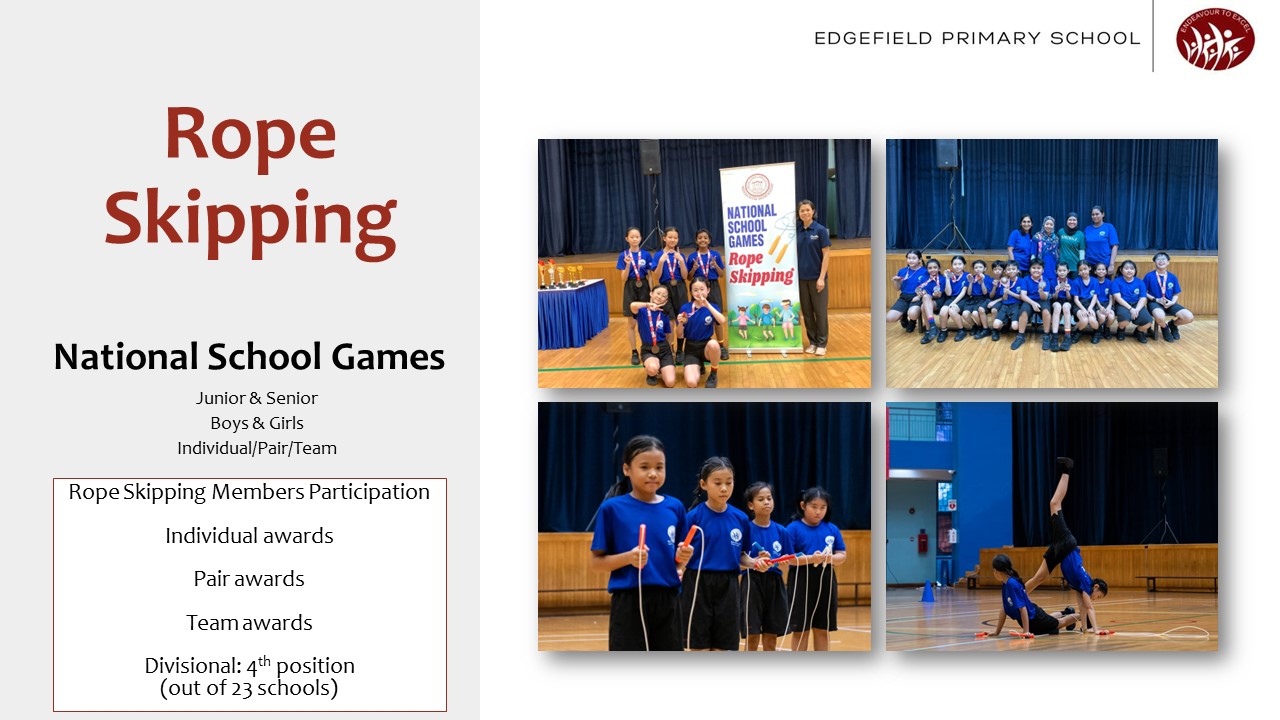 EDGEFIELD PRIMARY SCHOOL
ENDEAVOUR TO EXCEL
Rope
Skipping
National School Games
Junior & Senior
Boys & Girls
Individual/Pair/Team
Rope Skipping Members Participation
Individual awards
Pair awards
Team awards
Divisional: 4th position
(out of 23 schools)
NATIONAL
SCHOOL
GAMES
Rope
Skipping